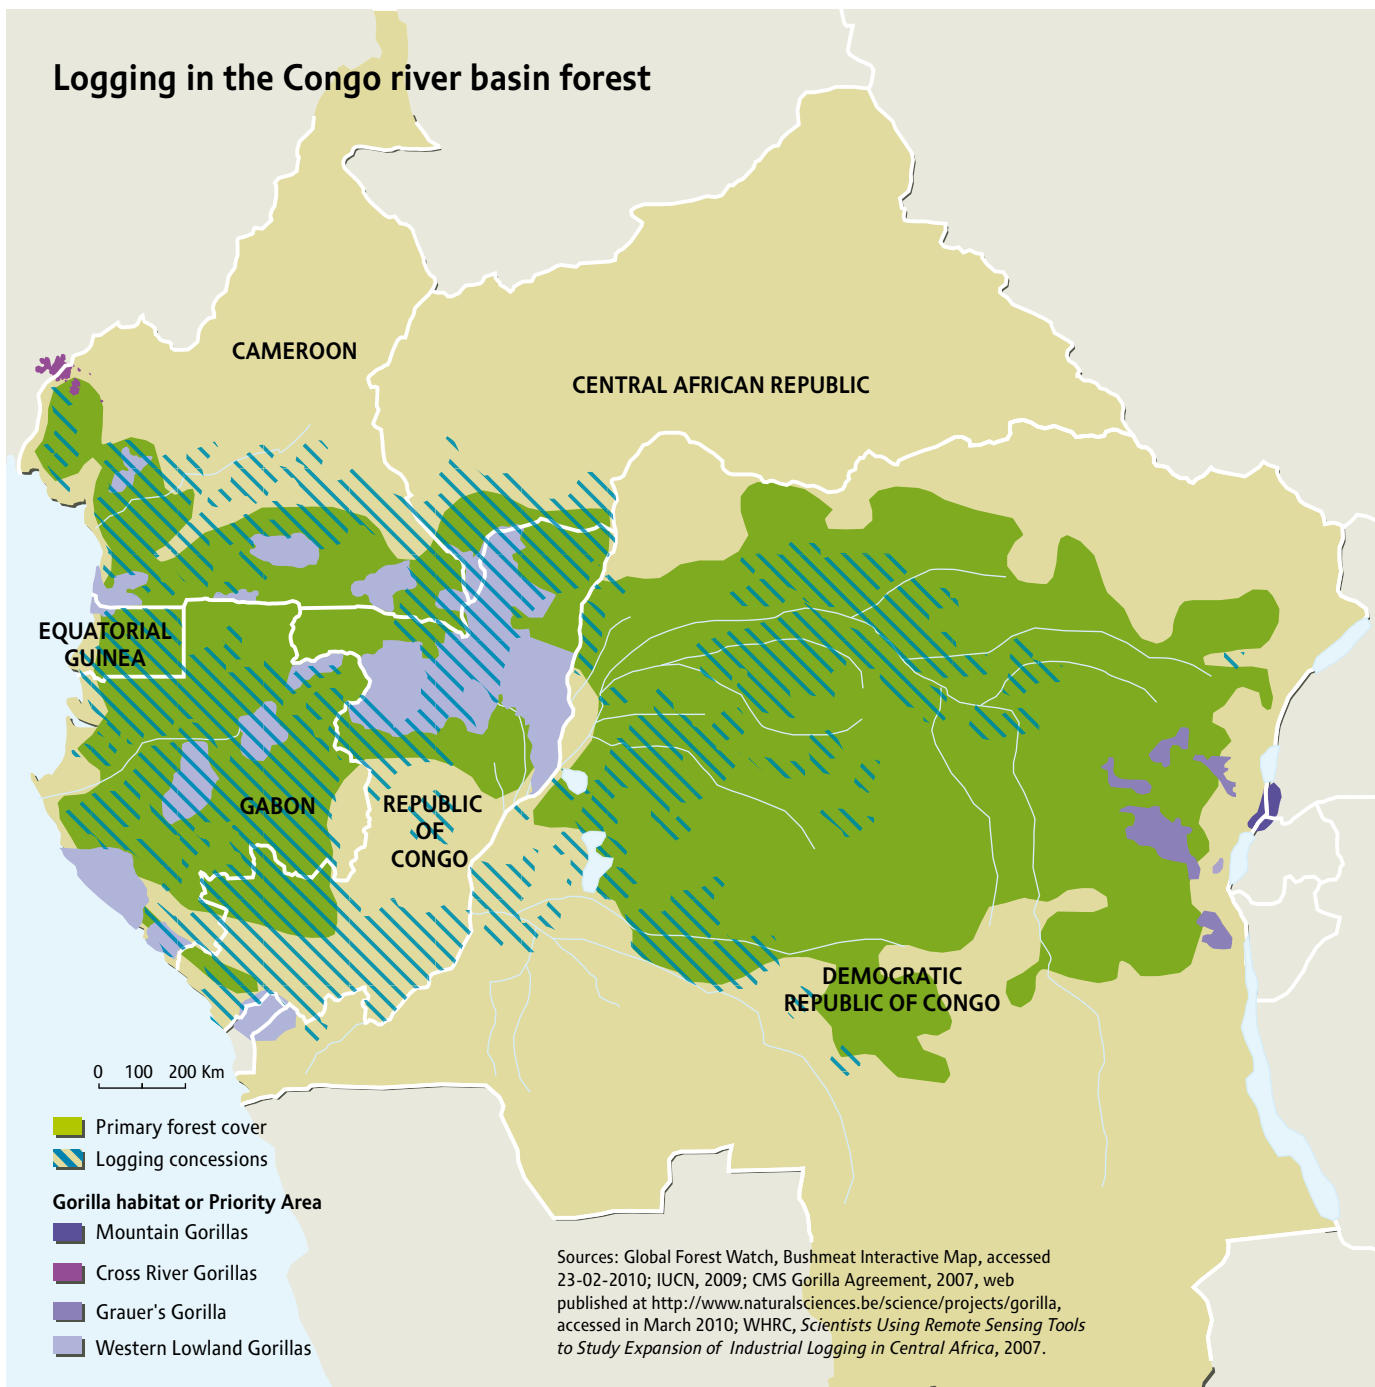 Logging in the Congo river basin forest
CAMEROON
CENTRAL AFRICAN REPUBLIC
EQUATORIAL
GUINEA
GABON
REPUBLIC
OF
CONGO
DEMOCRATIC
REPUBLIC OF CONGO
0 100 200 Km
Primary forest cover
Logging concessions
Gorilla habitat or Priority Area
Mountain Gorillas
Cross River Gorillas
Grauer's Gorilla
Western Lowland Gorillas
Sources: Global Forest Watch, Bushmeat Interactive Map, accessed
23-02-2010; IUCN, 2009; CMS Gorilla Agreement, 2007, web
published at http://www.naturalsciences.be/science/projects/gorilla,
accessed in March 2010; WHRC, Scientists Using Remote Sensing Tools
to Study Expansion of Industrial Logging in Central Africa, 2007.